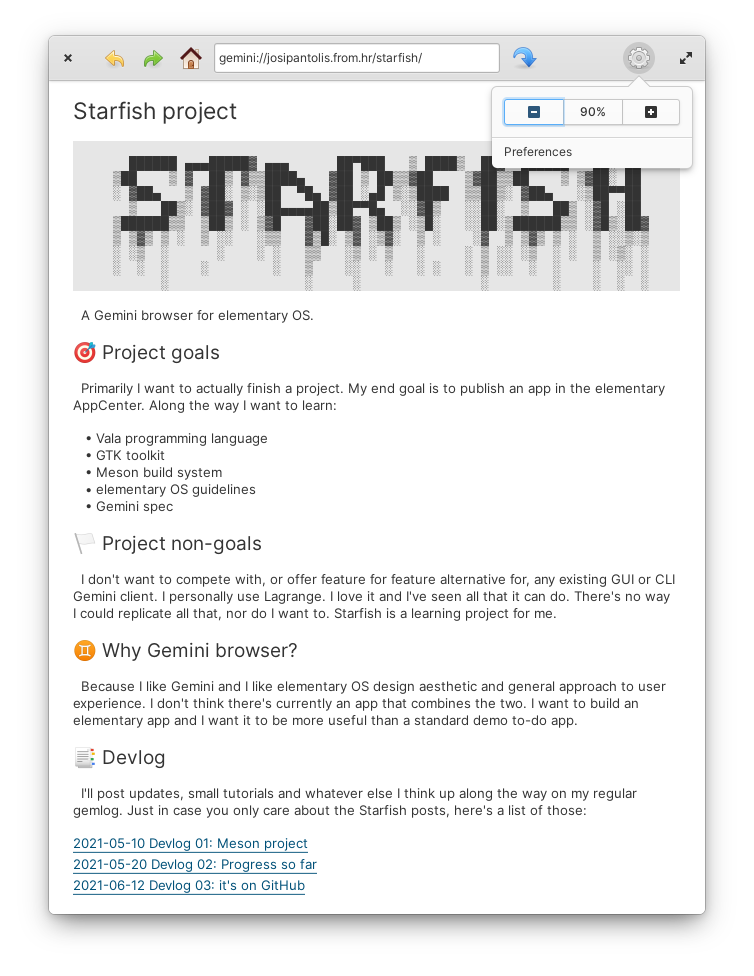 gemini://josipantolis.from.hr/starfish/
90%
Preferences
Starfish project
A Gemini browser for elementary OS.
🎯 Project goals
Primarily I want to actually finish a project. My end goal is to publish an app in the elementary
AppCenter. Along the way I want to learn:
• Vala programming language
• GTK toolkit
• Meson build system
• elementary OS guidelines
• Gemini spec
🏳 Project non-goals
I don't want to compete with, or offer feature for feature alternative for, any existing GUI or CLI
Gemini client. I personally use Lagrange. I love it and I've seen all that it can do. There's no way
I could replicate all that, nor do I want to. Starfish is a learning project for me.
♊ Why Gemini browser?
Because I like Gemini and I like elementary OS design aesthetic and general approach to user
experience. I don't think there's currently an app that combines the two. I want to build an
elementary app and I want it to be more useful than a standard demo to-do app.
📑 Devlog
I'll post updates, small tutorials and whatever else I think up along the way on my regular
gemlog. Just in case you only care about the Starfish posts, here's a list of those:
2021-05-10 Devlog 01: Meson project
2021-05-20 Devlog 02: Progress so far
2021-06-12 Devlog 03: it's on GitHub